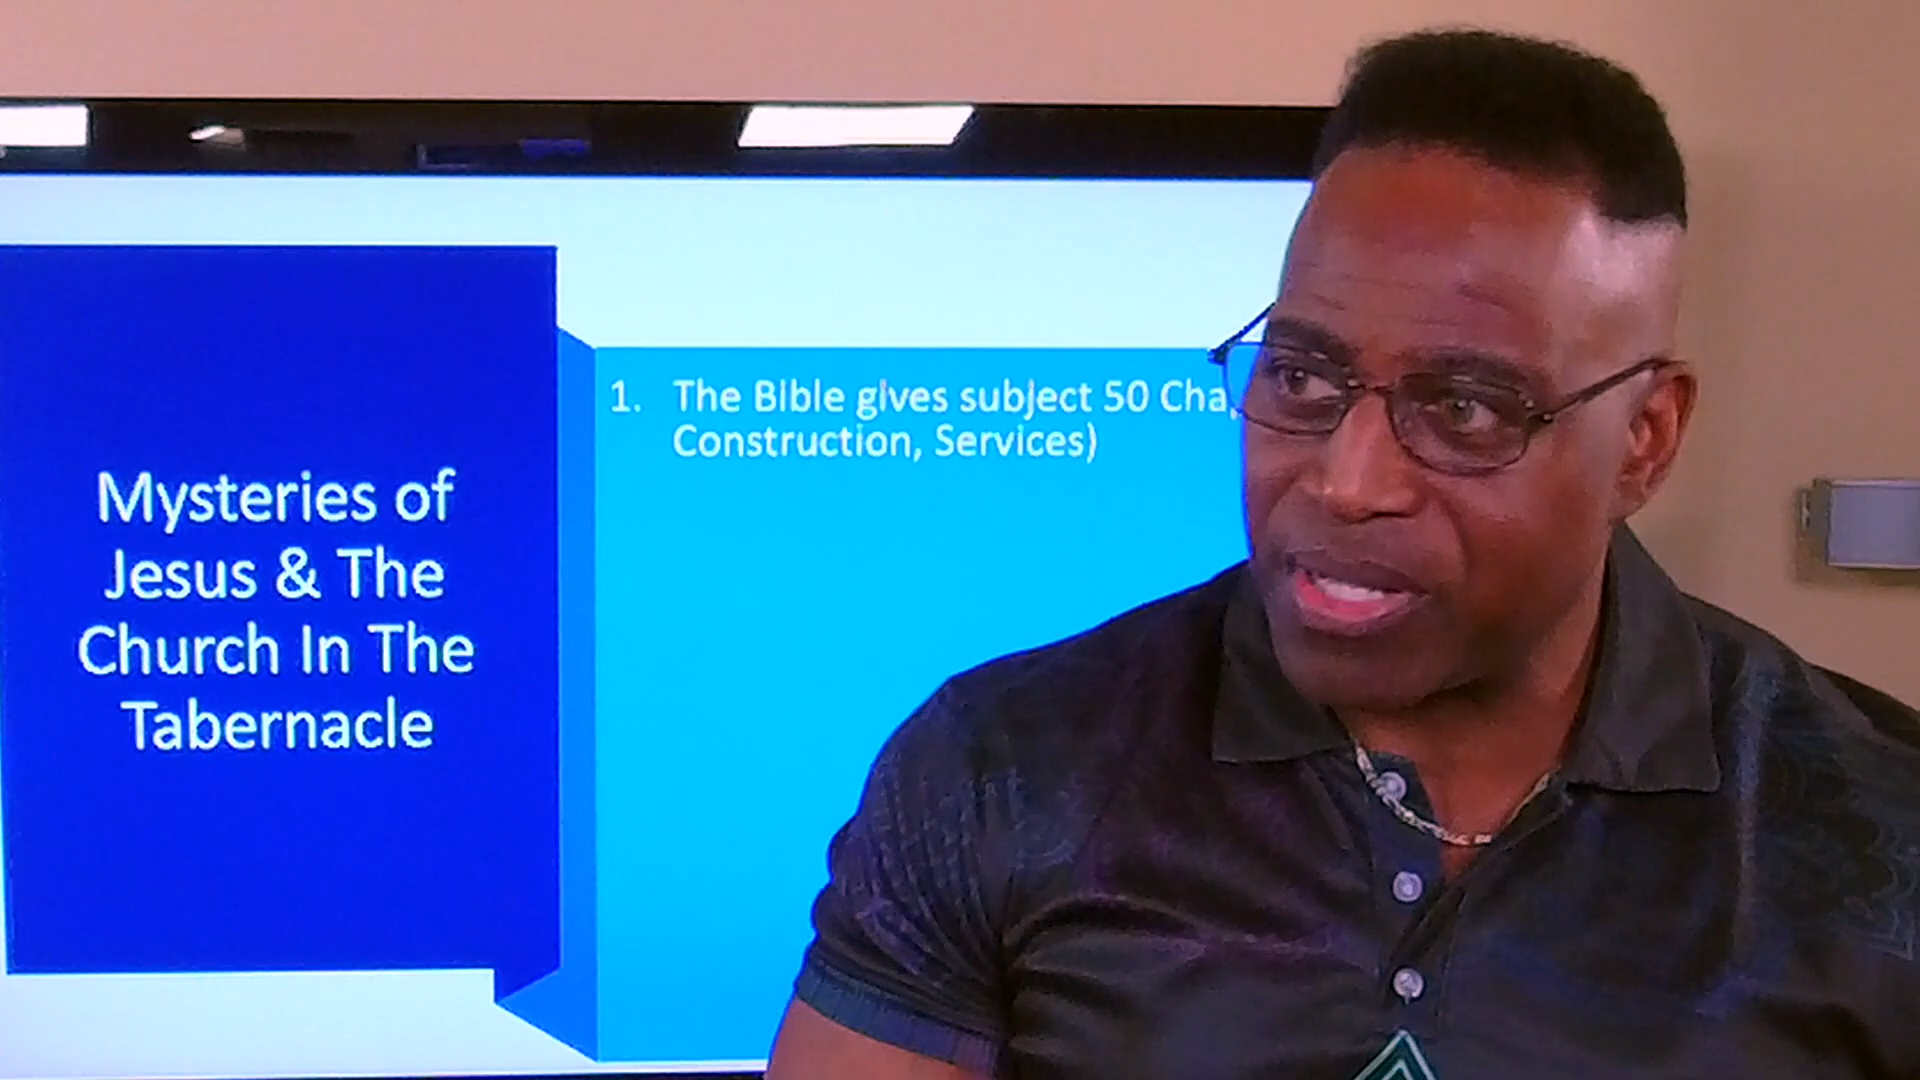 Mysteries of
Jesus & The
Church In The
Tabernacle
1. The Bible gives subject 50
Construction, Services)